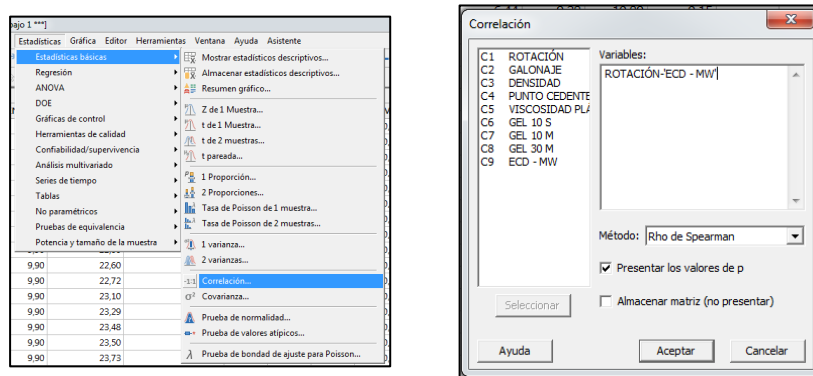 ajo 1 ***]
Estadísticas Gráfica Editor Herramientas Ventana Ayuda Asistente
Estadísticas básicas
Regresión
ANOVA
DOE
Gráficas de control
Herramientas de calidad
Confiabilidad/supervivencia
Análisis multivariado
Series de tiempo
Tablas
No paramétricos
Pruebas de equivalencia
Potencia y tamaño de la muestra
Mostrar estadísticos descriptivos...
Almacenar estadísticos descriptivos...
Resumen gráfico...
Z de 1 Muestra...
t de 1 Muestra...
t de 2 muestras...
t pareada...
1 Proporción...
2 Proporciones...
Tasa de Poisson de 1 muestra...
Tasa de Poisson de 2 muestras...
1 varianza...
2 varianzas...
Correlación...
Covarianza...
Prueba de normalidad...
Prueba de valores atípicos...
Prueba de bondad de ajuste para Poisson...
9,90 22,60
9,90 22,72
9,90 23,10
9,90 23,29
9,90 23,48
9,90 23,50
9,90 23,73
Correlación
C1 ROTACIÓN
C2 GALONAJE
C3 DENSIDAD
C4 PUNTO CEDENTE
C5 VISCOSIDAD PLÁ
C6 GEL 10 S
C7 GEL 10 M
C8 GEL 30 M
C9 ECD - MW
Variables:
ROTACIÓN-'ECD - MW'
Método: Rho de Spearman
Presentar los valores de p
Almacenar matriz (no presentar)
Seleccionar
Ayuda
Aceptar
Cancelar